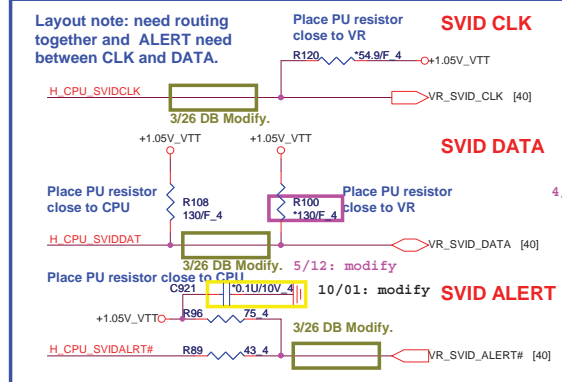 Layout note: need routing
together and ALERT need
between CLK and DATA.
Place PU resistor
close to VR
SVID CLK
R120 *54.9/F_4 +1.05V_VTT
H_CPU_SVIDCLK
VR_SVID_CLK [40]
3/26 DB Modify.
+1.05V_VTT +1.05V_VTT
SVID DATA
Place PU resistor
close to CPU
R108
130/F_4
R100
*130/F_4
Place PU resistor
close to VR
4,
H_CPU_SVIDDAT
VR_SVID_DATA [40]
3/26 DB Modify. 5/12: modify
Place PU resistor close to CPU
C921 *0.1U/10V_4
10/01: modify
SVID ALERT
+1.05V_VTT R96 75_4
3/26 DB Modify.
H_CPU_SVIDALRT# R89 43_4
VR_SVID_ALERT# [40]